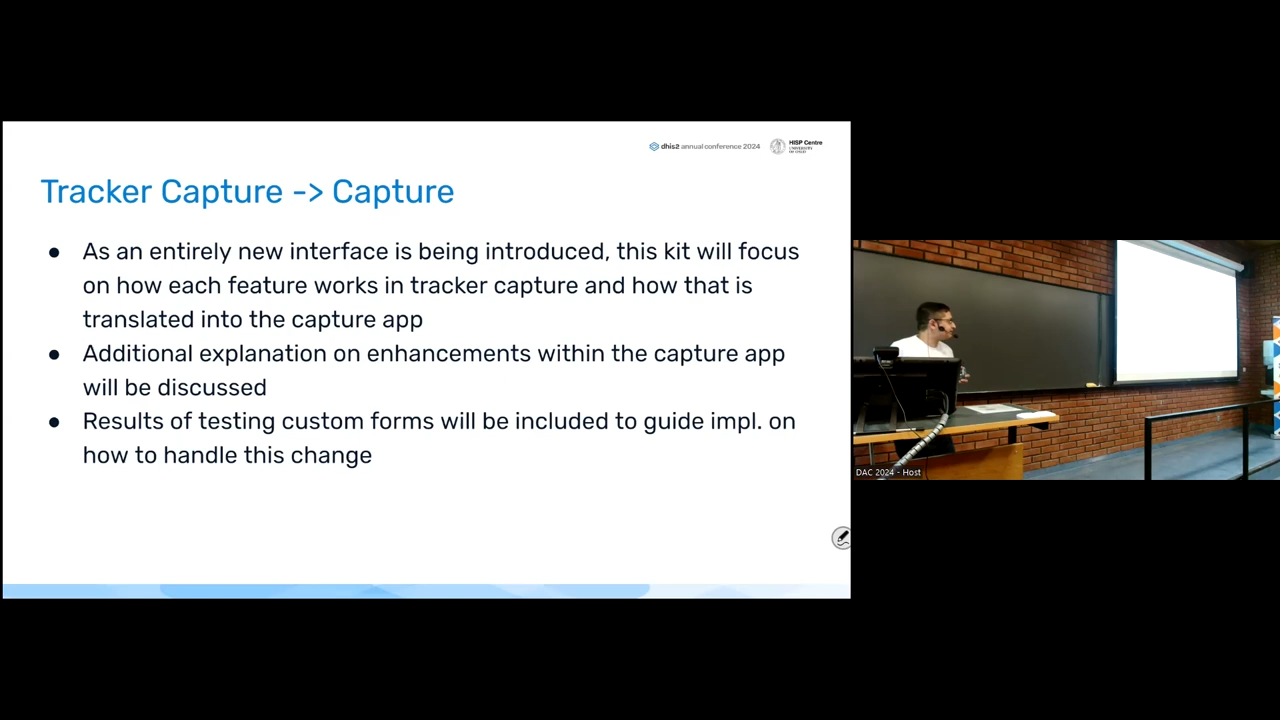 dhis2 annual conference 2024
HISP Centre
UNIVERSITY
OF OSLO
Tracker Capture -> Capture
● As an entirely new interface is being introduced, this kit will focus
on how each feature works in tracker capture and how that is
translated into the capture app
● Additional explanation on enhancements within the capture app
will be discussed
● Results of testing custom forms will be included to guide impl. on
how to handle this change
DAC 2024 - Host